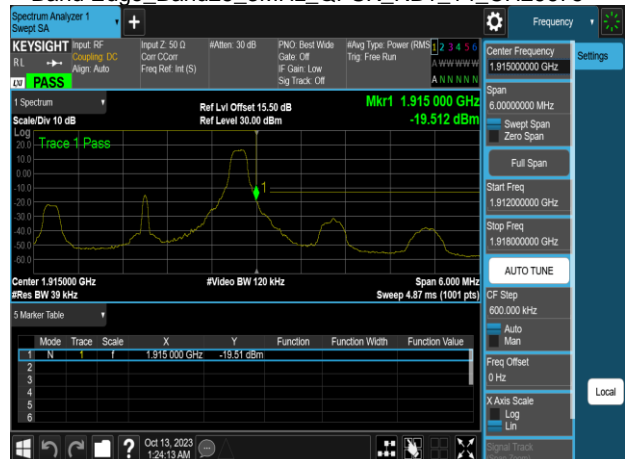 Spectrum Analyzer 1
Swept SA
+
Frequency
KEYSIGHT Input: RF Input Z: 50 Ω #Atten: 30 dB PNO: Best Wide #Avg Type: Power (RMS 1 2 3 4 5 6
RL Coupling: DC Corr CCorr Gate: Off Trig: Free Run A WW WW W
Align: Auto Freq Ref: Int (S) IF Gain: Low
LXI PASS Sig Track: Off A N N N N N
1 Spectrum
Ref Lvl Offset 15.50 dB Mkr1 1.915 000 GHz
Scale/Div 10 dB Ref Level 30.00 dBm -19.512 dBm
Log
Trace 1 Pass
20.0
10.0
0.00
-10.0
1
-20.0
-30.0
-40.0
-50.0
-60.0
Center 1.915000 GHz #Video BW 120 kHz Span 6.000 MHz
#Res BW 39 kHz Sweep 4.87 ms (1001 pts)
5 Marker Table
Mode Trace Scale X Y Function Function Width Function Value
1 N 1 f 1.915 000 GHz -19.51 dBm
2
3
4
5
6
? Oct 13, 2023
1:24:13 AM
Center Frequency
1.915000000 GHz
Settings
Span
6.00000000 MHz
Swept Span
Zero Span
Full Span
Start Freq
1.912000000 GHz
Stop Freq
1.918000000 GHz
AUTO TUNE
CF Step
600.000 kHz
Auto
Man
Freq Offset
0 Hz
Local
X Axis Scale
Log
Lin
Signal Track